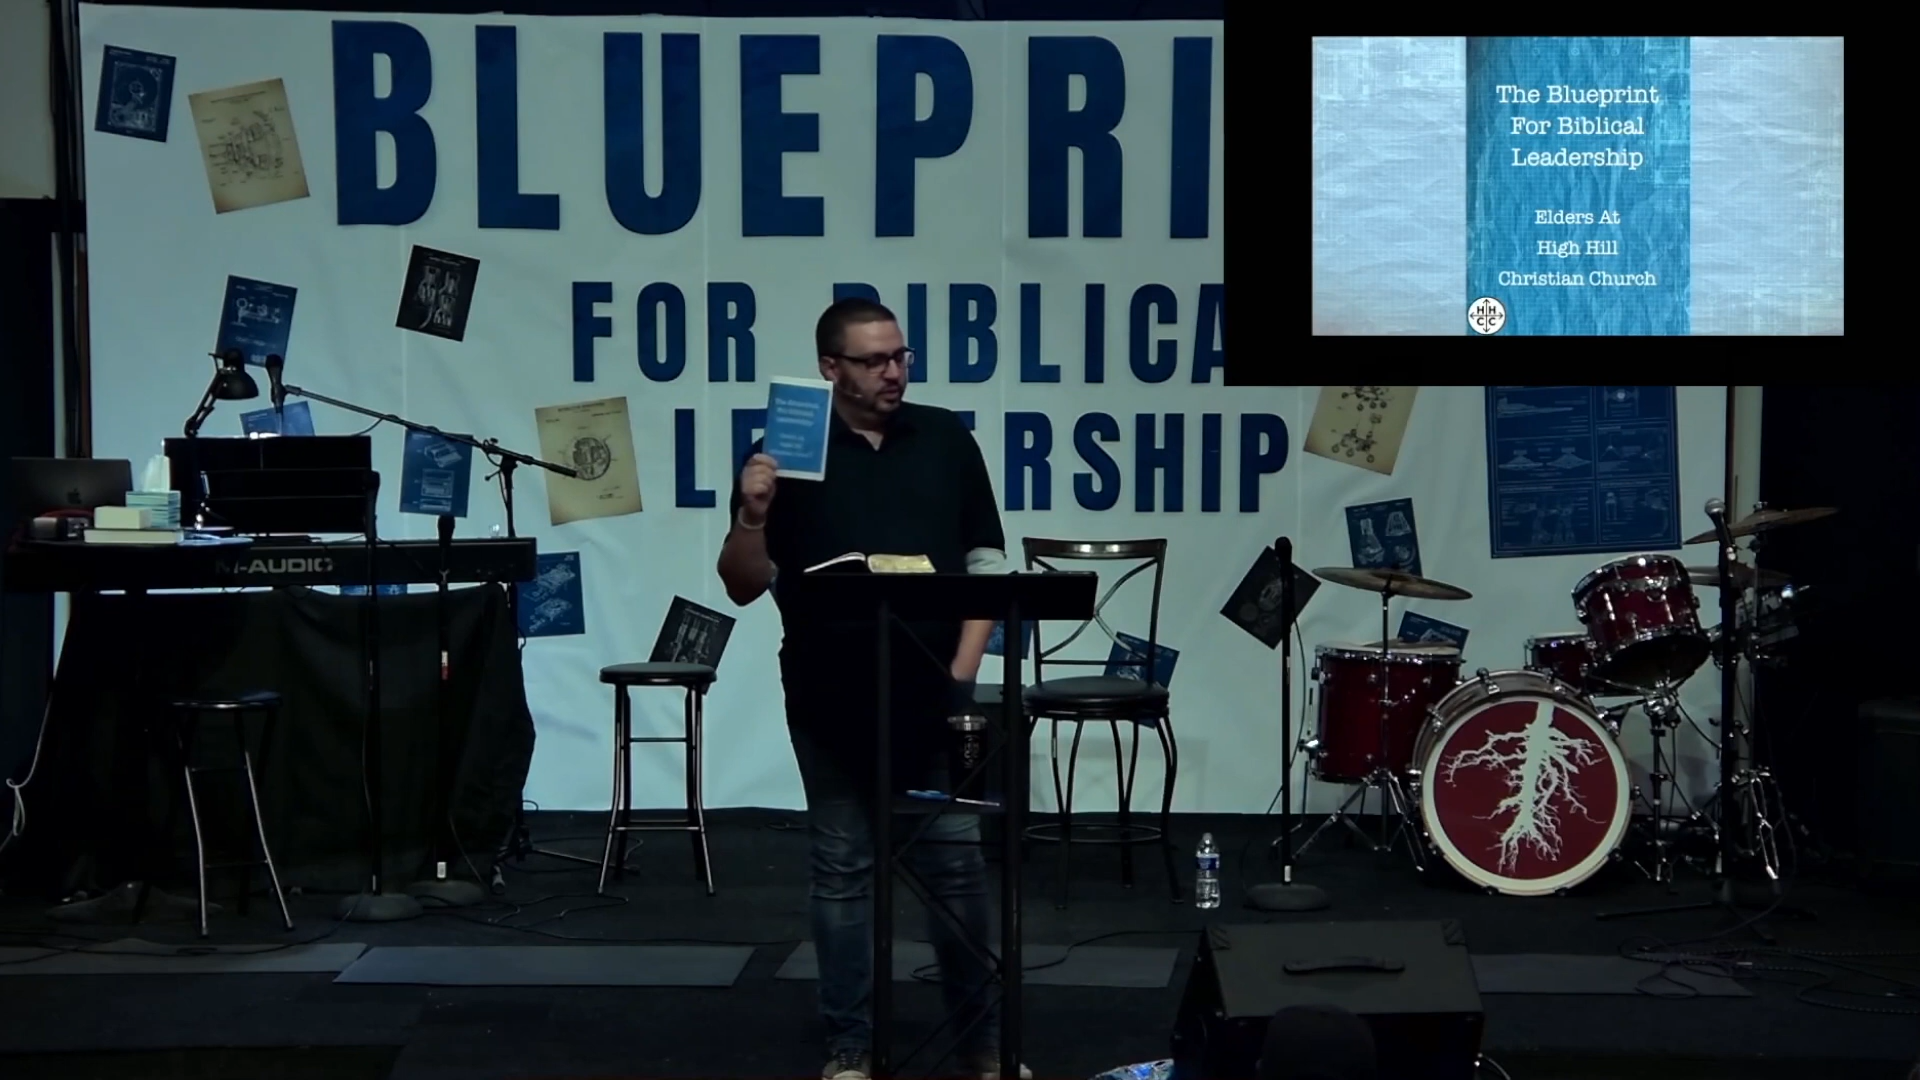 BLUEPRI
FOR BIBLICA
LE ERSHIP
The Blueprint
For Biblical
Leadership
Elders At
High Hill
Christian Church
H H
C C
M-AUDIO